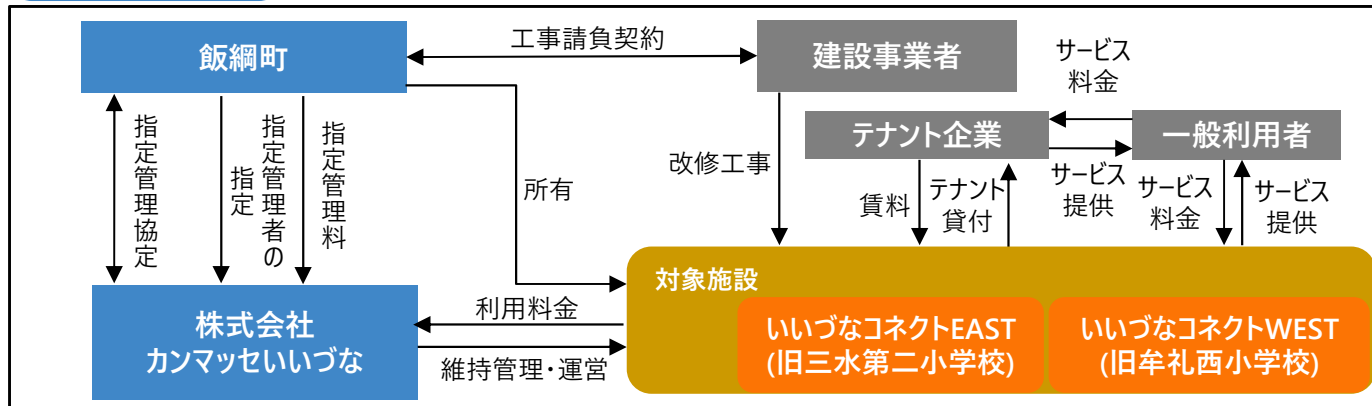 飯綱町
工事請負契約
建設事業者
サービス
料金
テナント企業
一般利用者
指定管理協定
指定管理者の
指定
指定管理料
所有
改修工事
賃料
テナント
貸付
サービス
提供
サービス
料金
サービス
提供
対象施設
株式会社
カンマッセいいづな
利用料金
維持管理・運営
いいづなコネクトEAST
(旧三水第二小学校)
いいづなコネクトWEST
(旧牟礼西小学校)